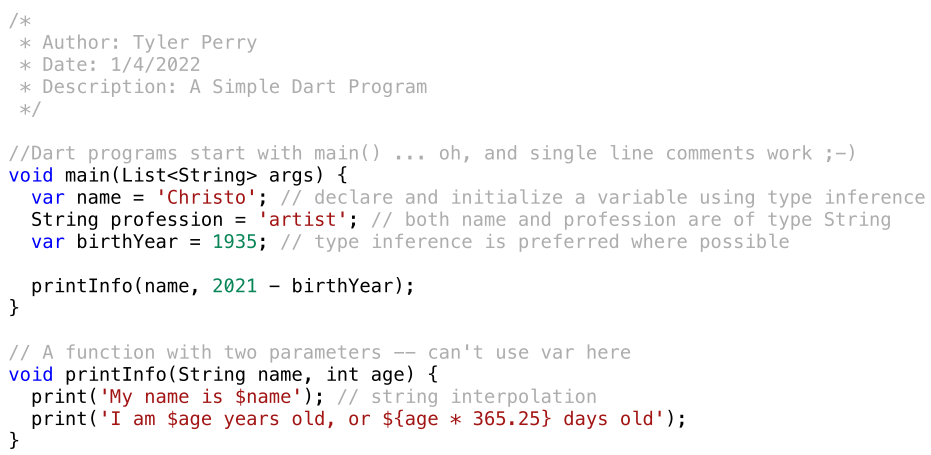 /*
 * Author: Tyler Perry
 * Date: 1/4/2022
 * Description: A Simple Dart Program
 */

//Dart programs start with main() ... oh, and single line comments work ;-)
void main(List<String> args) {
  var name = 'Christo'; // declare and initialize a variable using type inference
  String profession = 'artist'; // both name and profession are of type String
  var birthYear = 1935; // type inference is preferred where possible

  printInfo(name, 2021 - birthYear);
}

// A function with two parameters -- can't use var here
void printInfo(String name, int age) {
  print('My name is $name'); // string interpolation
  print('I am $age years old, or ${age * 365.25} days old');
}